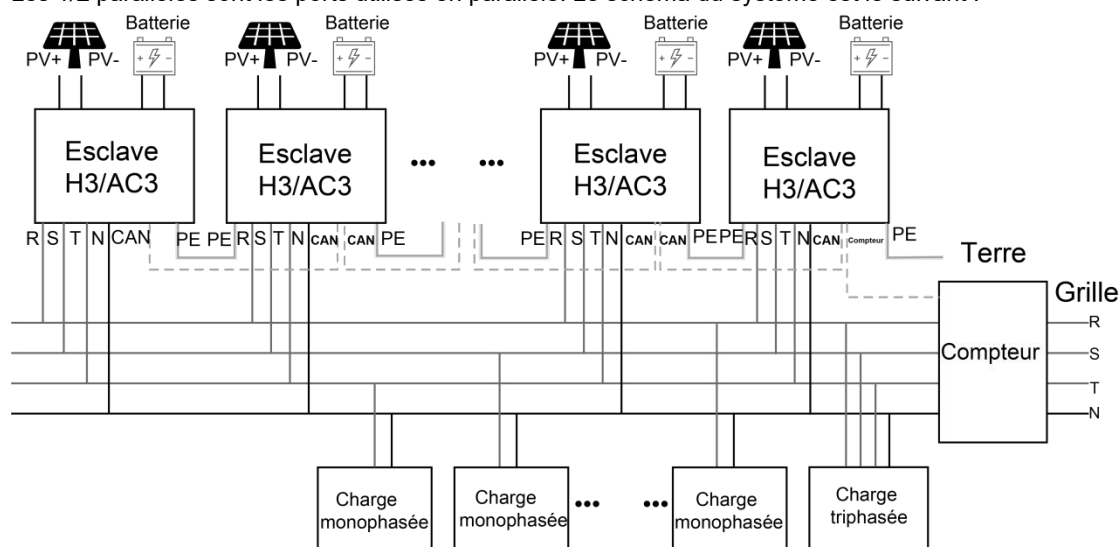 Les parallèles sont les ports utilisés en parallèle. Le schéma du système est le suivant :
Batterie Batterie Batterie Batterie
PV+ PV- + - PV+ PV- + - PV+ PV- + - PV+ PV- + -
Esclave Esclave ••• ••• Esclave Esclave
H3/AC3 H3/AC3 H3/AC3 H3/AC3
R S T N CAN PE PE R S T N CAN CAN PE PE R S T N CAN CAN PE PE R S T N CAN Compteur PE
Terre
Grille
R
Compteur
S
T
N
Charge Charge ••• ••• Charge Charge
monophasée monophasée monophasée triphasée